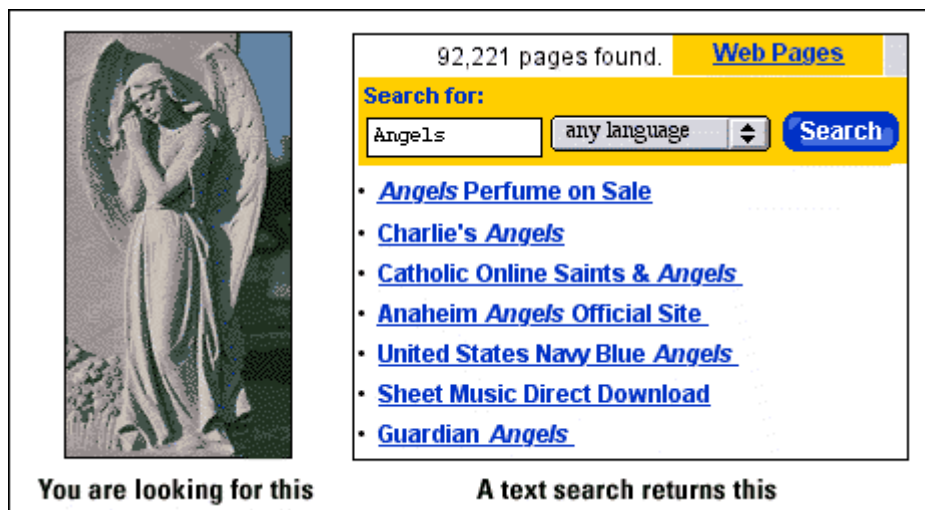 92,221 pages found. Web Pages
Search for:
Angels any language Search
• Angels Perfume on Sale
• Charlie's Angels
• Catholic Online Saints & Angels
• Anaheim Angels Official Site
• United States Navy Blue Angels
• Sheet Music Direct Download
• Guardian Angels
You are looking for this
A text search returns this